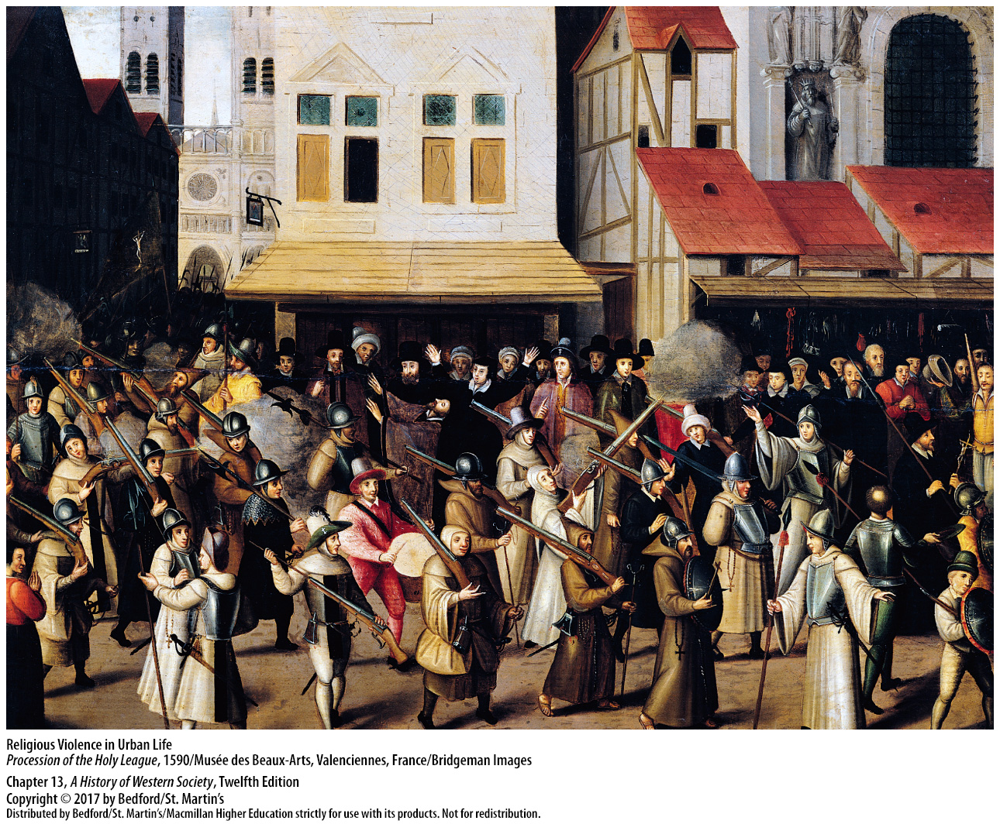 Religious Violence in Urban Life
Procession of the Holy League, 1590/Musée des Beaux-Arts, Valenciennes, France/Bridgeman Images
Chapter 13, A History of Western Society, Twelfth Edition
Copyright © 2017 by Bedford/St. Martin's
Distributed by Bedford/St. Martin's/Macmillan Higher Education strictly for use with its products. Not for redistribution.